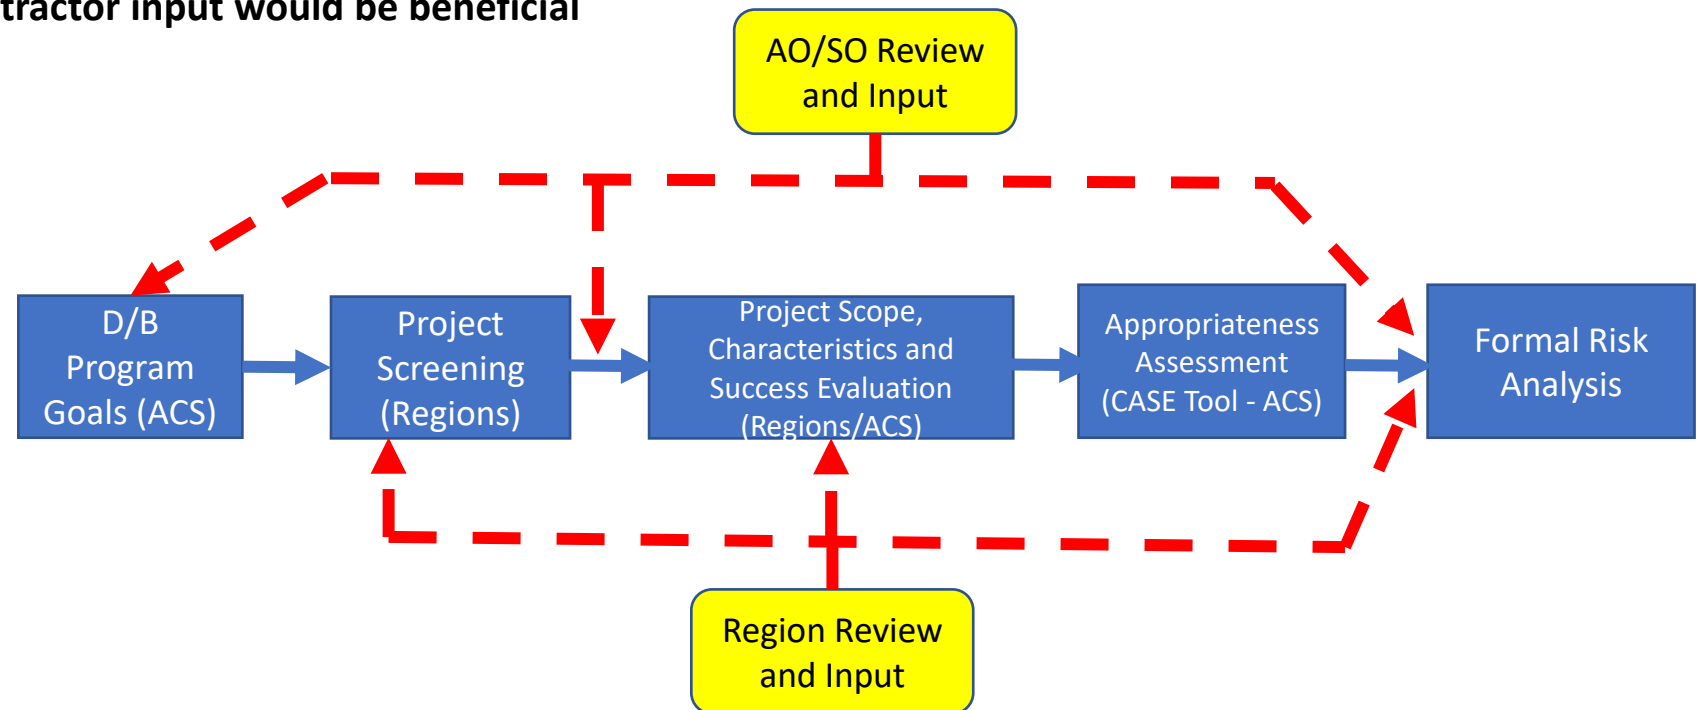 tractor input would be beneficial
AO/SO Review
and Input
D/B
Program
Goals (ACS)
Project
Screening
(Regions)
Project Scope,
Characteristics and
Success Evaluation
(Regions/ACS)
Appropriateness
Assessment
(CASE Tool - ACS)
Formal Risk
Analysis
Region Review
and Input